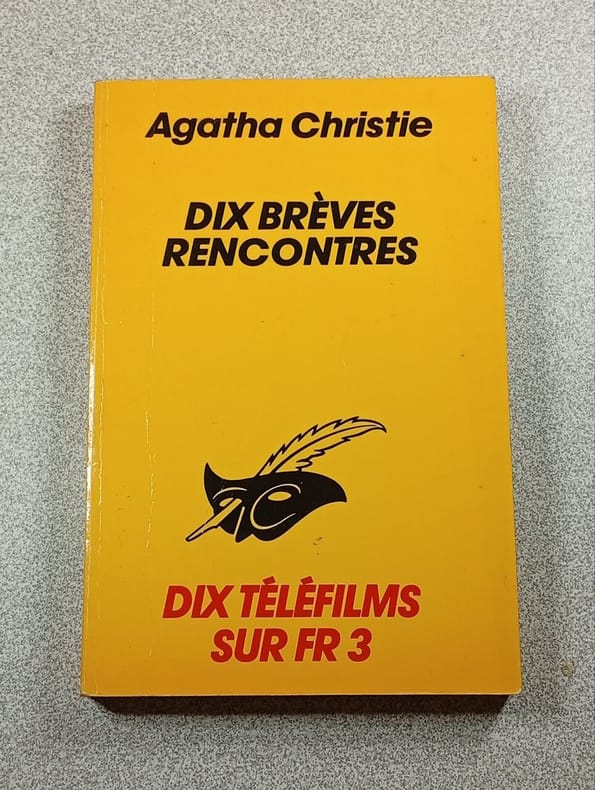 Agatha Christie
DIX BRÈVES
RENCONTRES
DIX TÉLÉFILMS
SUR FR 3